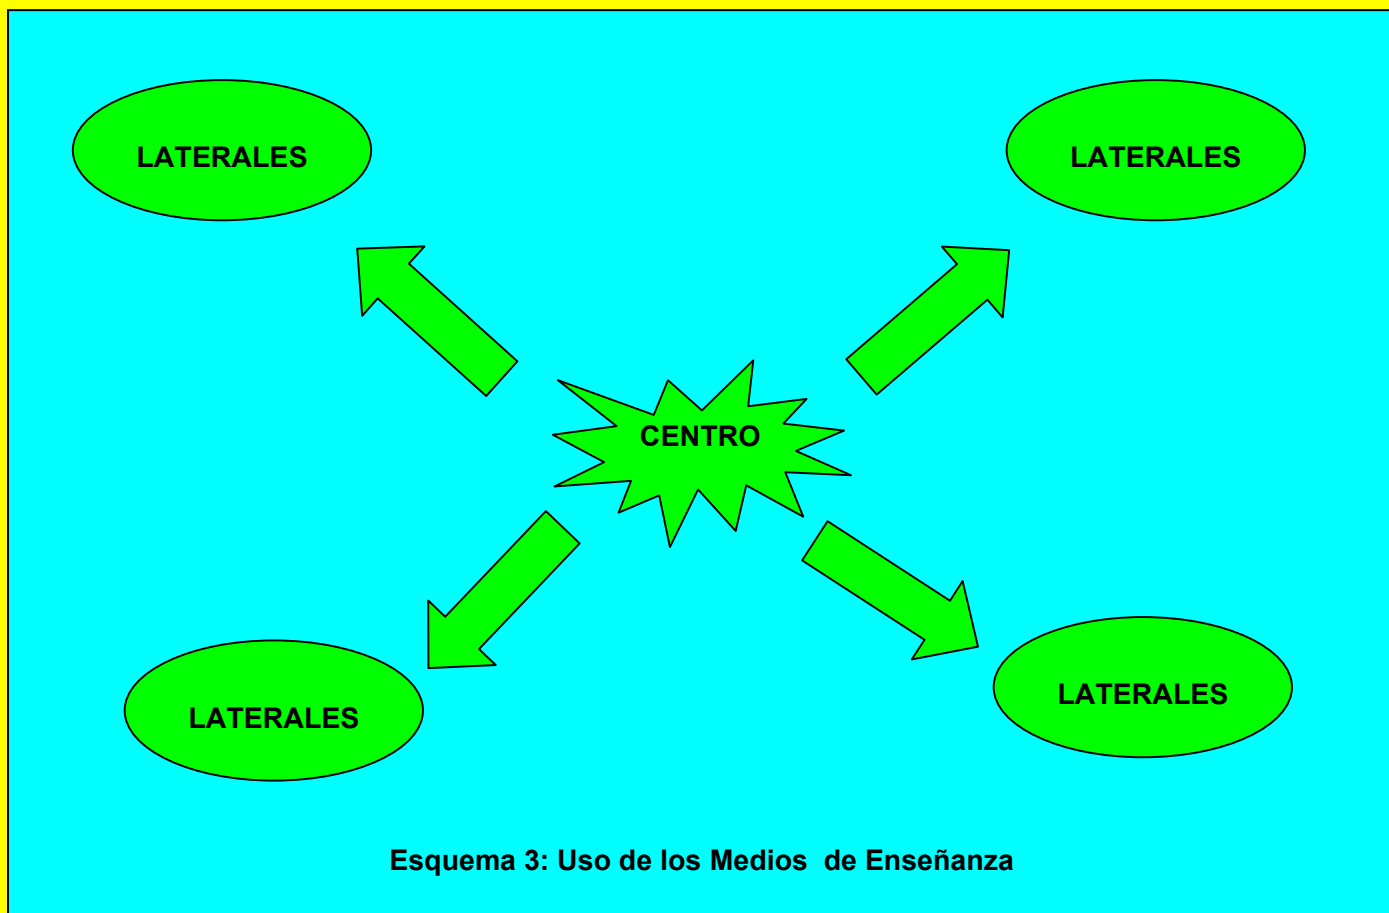 LATERALES
LATERALES
CENTRO
LATERALES
LATERALES
Esquema 3: Uso de los Medios  de Enseñanza